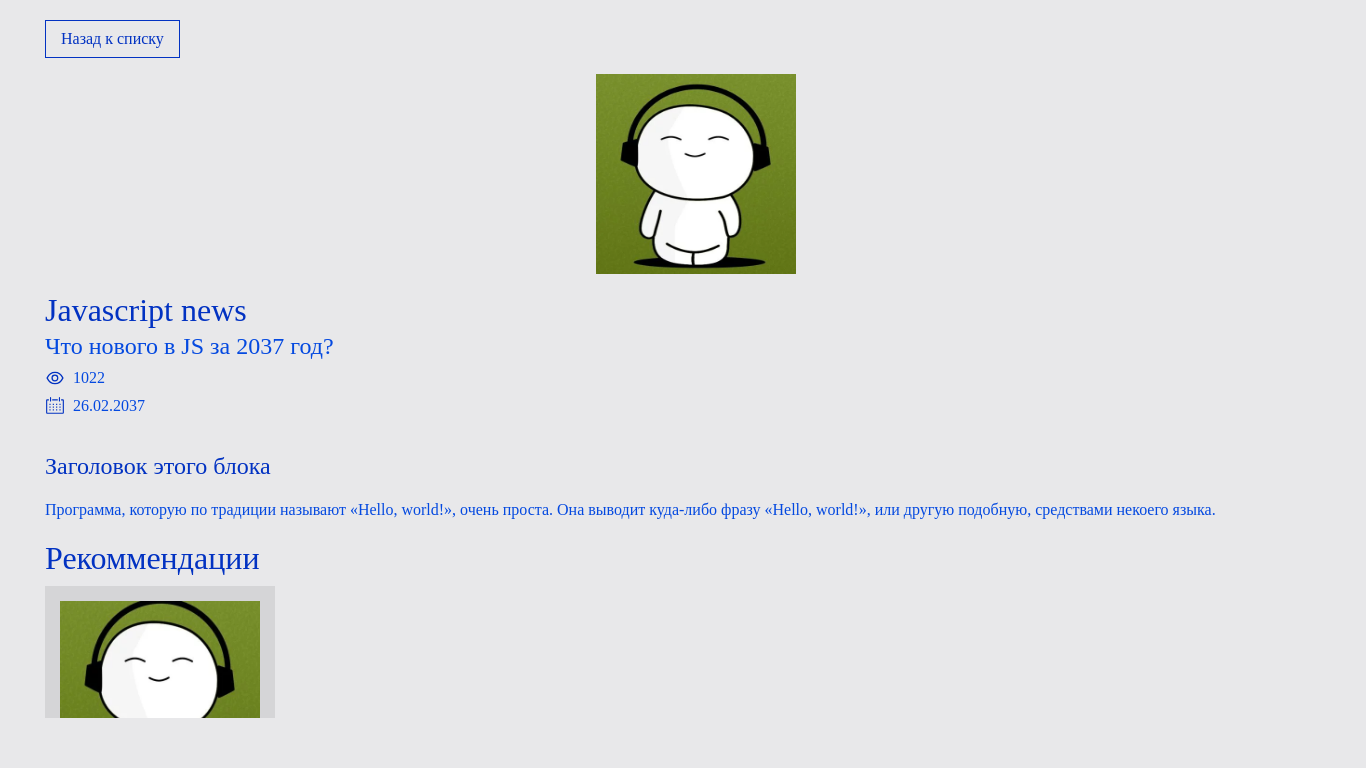 Назад к списку
Javascript news
Что нового в JS за 2037 год?
1022
26.02.2037
Заголовок этого блока
Программа, которую по традиции называют «Hello, world!», очень проста. Она выводит куда-либо фразу «Hello, world!», или другую подобную, средствами некоего языка.
Рекоммендации